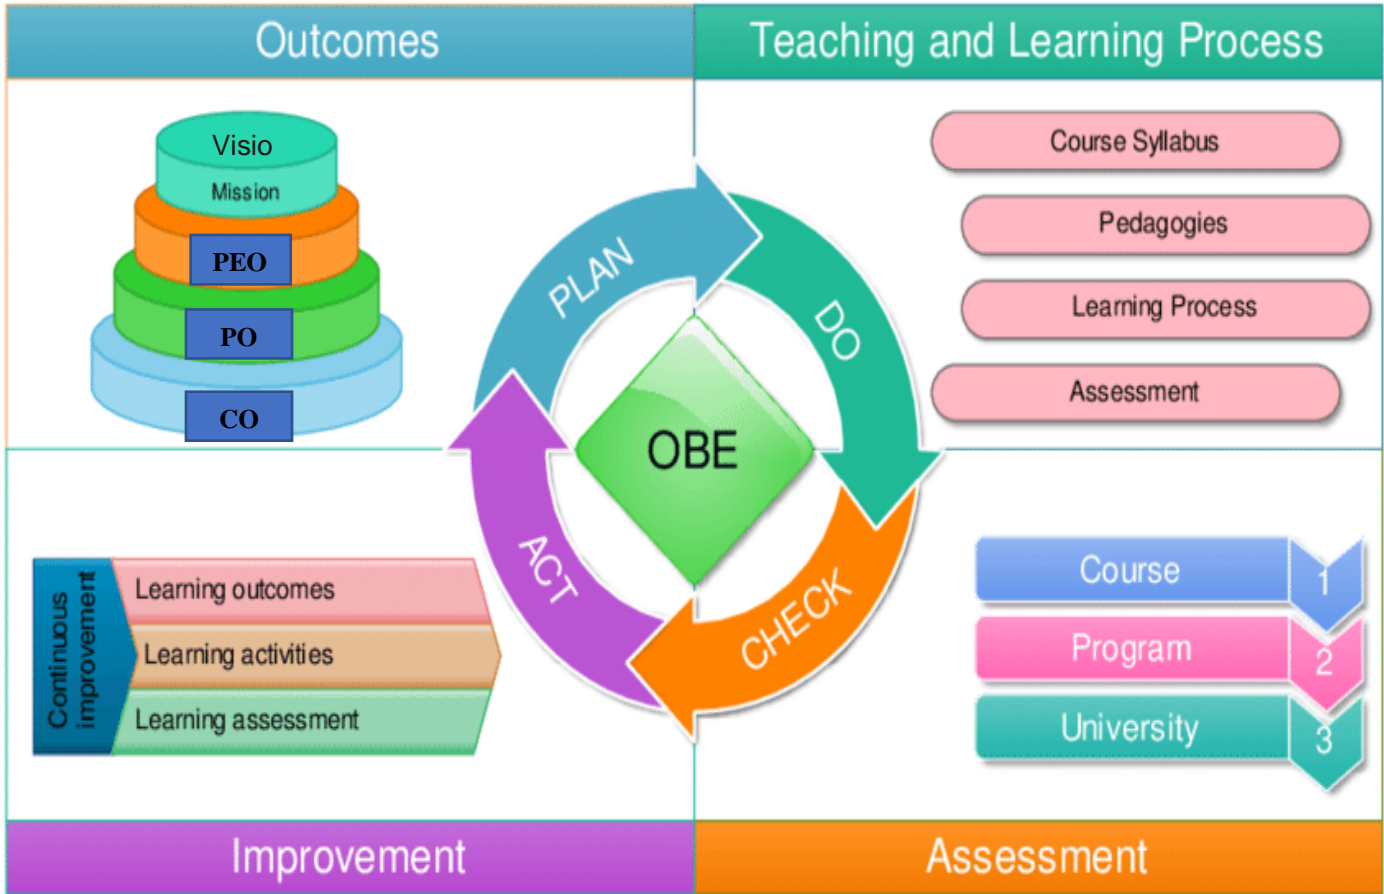 Outcomes
Teaching and Learning Process
Visio
Mission
PEO
PO
CO
Course Syllabus
Pedagogies
Learning Process
Assessment
PLAN
DO
CHECK
ACT
OBE
Continuous
improvement
Learning outcomes
Learning activities
Learning assessment
Course
1
Program
2
University
3
Improvement
Assessment